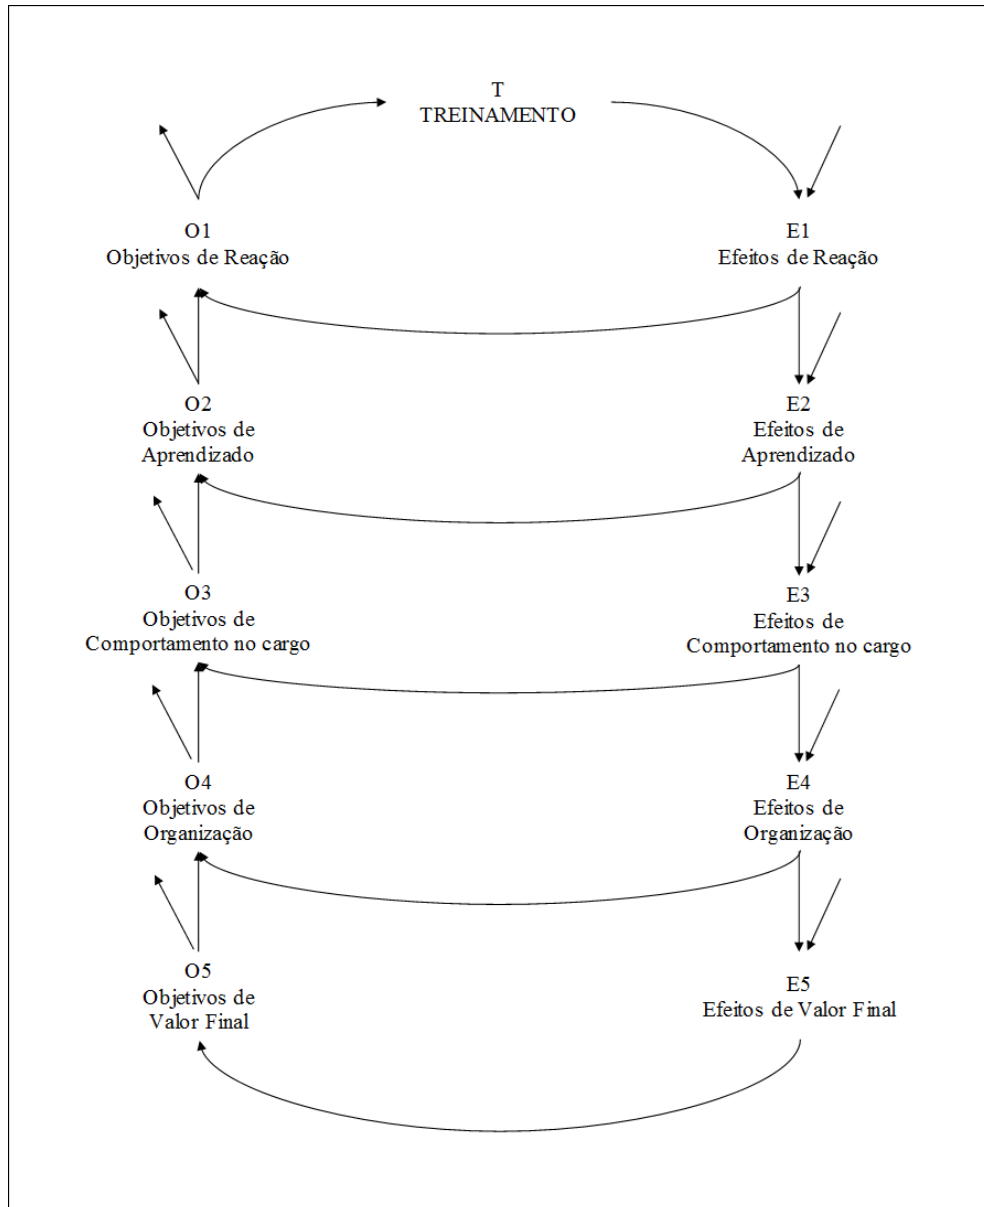 T
TREINAMENTO
O1
Objetivos de Reação
E1
Efeitos de Reação
O2
Objetivos de
Aprendizado
E2
Efeitos de
Aprendizado
O3
Objetivos de
Comportamento no cargo
E3
Efeitos de
Comportamento no cargo
O4
Objetivos de
Organização
E4
Efeitos de
Organização
O5
Objetivos de
Valor Final
E5
Efeitos de Valor Final